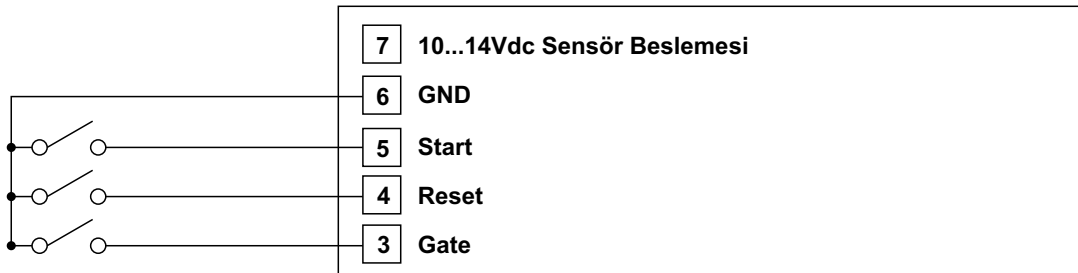 7 10...14Vdc Sensör Beslemesi
6 GND
5 Start
4 Reset
3 Gate